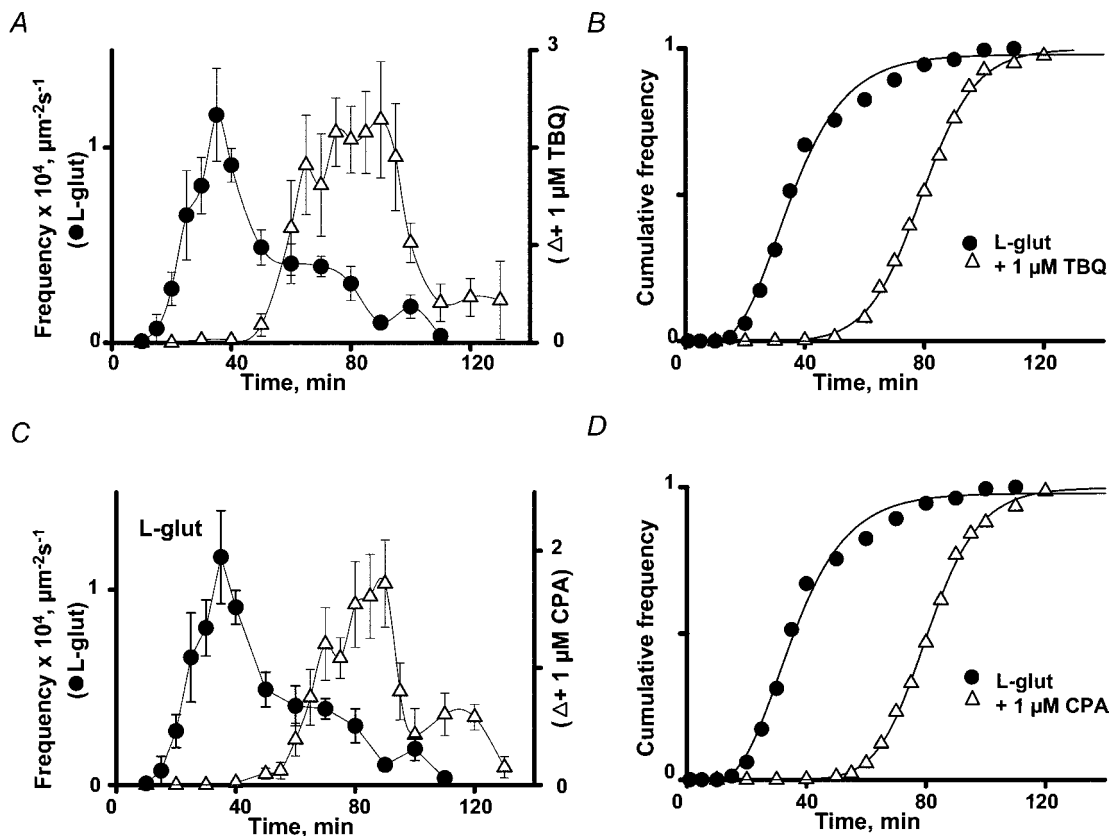 A
Frequency x 10⁴, µm⁻²s⁻¹
(● L-glut)
1
0
3
2
1
0
(△+ 1 µM TBQ)
0 40 80 120
Time, min
B
Cumulative frequency
1
0
● L-glut
△ + 1 µM TBQ
0 40 80 120
Time, min
C
L-glut
Frequency x 10⁴, µm⁻²s⁻¹
(● L-glut)
1
0
2
1
0
(△+ 1 µM CPA)
0 40 80 120
Time, min
D
Cumulative frequency
1
0
● L-glut
△ + 1 µM CPA
0 40 80 120
Time, min